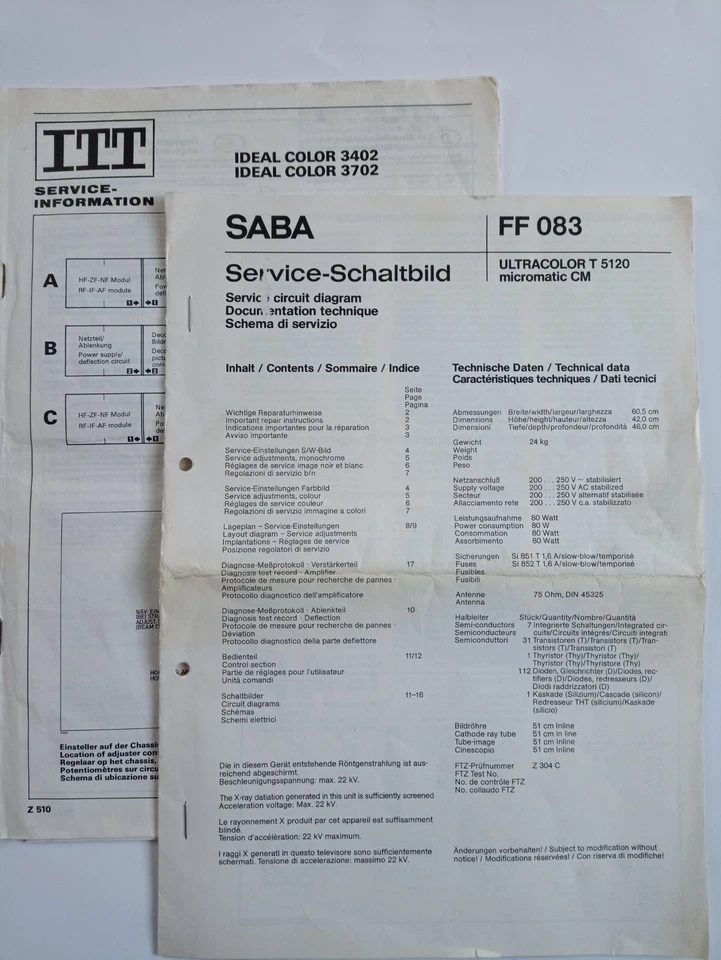 ITT
IDEAL COLOR 3402
IDEAL COLOR 3702
SERVICE-
INFORMATION
A
HF-ZF-NF Modul
RF-IF-AF module
B
Netzteil/
Ablenkung
Power supply/
deflection circuit
C
HF-ZF-NF Modul
RF-IF-AF module
Einsteller auf der Chassi
Location of adjuster con
Regelaar op het chassis,
Potentiomètres sur circu
Schema di ubicazione su
Z 510
SABA
FF 083
Service-Schaltbild
ULTRACOLOR T 5120
micromatic CM
Servic circuit diagram
Docu entation technique
Schema di servizio
Inhalt / Contents / Sommaire / Indice
Seite
Page
Pagina
Wichtige Reparaturhinweise 2
Important repair instructions 2
Indications importantes pour la réparation 3
Avviso importante 3
Service-Einstellungen S/W-Bild 4
Service adjustments, monochrome 5
Réglages de service image noir et blanc 6
Regolazioni di servizio b/n 7
Service-Einstellungen Farbbild 4
Service adjustments, colour 5
Réglages de service couleur 6
Regolazioni di servizio immagine a colori 7
Lageplan – Service-Einstellungen 8/9
Layout diagram – Service adjustments
Implantations – Réglages de service
Posizione regolatori di servizio
Diagnose-Meßprotokoll · Verstärkerteil 17
Diagnosis test record · Amplifier
Protocole de mesure pour recherche de pannes ·
Amplificateurs
Protocollo diagnostico dell'amplificatore
Diagnose-Meßprotokoll · Ablenkteil 10
Diagnosis test record · Deflection
Protocole de mesure pour recherche de pannes ·
Déviation
Protocollo diagnostico della parte deflettore
Bedienteil 11/12
Control section
Partie de réglages pour l'utilisateur
Unità comandi
Schaltbilder 11–16
Circuit diagrams
Schémas
Schemi elettrici
Die in diesem Gerät entstehende Röntgenstrahlung ist aus-
reichend abgeschirmt.
Beschleunigungsspannung: max. 22 kV.
The X-ray datiation generated in this unit is sufficiently screened
Acceleration voltage: Max. 22 kV.
Le rayonnement X produit par cet appareil est suffisamment
blindé.
Tension d'accélération: 22 kV maximum.
I raggi X generati in questo televisore sono sufficientemente
schermati. Tensione di accelerazione: massimo 22 kV.
Technische Daten / Technical data
Caractéristiques techniques / Dati tecnici
Abmessungen Breite/width/largeur/larghezza 60,5 cm
Dimensions Höhe/height/hauteur/altezza 42,0 cm
Dimensioni Tiefe/depth/profondeur/profondità 46,0 cm
Gewicht 24 kg
Weight
Poids
Peso
Netzanschluß 200 . . . 250 V ~ stabilisiert
Supply voltage 200 . . . 250 V AC stabilized
Secteur 200 . . . 250 V alternatif stabilisée
Allacciamento rete 200 . . . 250 V c.a. stabilizzato
Leistungsaufnahme 80 Watt
Power consumption 80 W
Consommation 80 Watt
Assorbimento 80 Watt
Sicherungen Si 851 T 1,6 A/slow-blow/temporisé
Fuses Si 852 T 1,6 A/slow-blow/temporisé
Fusibles
Fusibili
Antenne 75 Ohm, DIN 45325
Antenna
Halbleiter Stück/Quantity/Nombre/Quantità
Semi-conductors 7 Integrierte Schaltungen/Integrated cir-
Semiconducteurs cuits/Circuits intégrés/Circuiti integrati
Semiconduttori 31 Transistoren (T)/Transistors (T)/Tran-
sistors (T)/Transistori (T)
1 Thyristor (Thy)/Thyristor (Thy)/
Thyristore (Thy)/Thyristore (Thy)
112 Dioden, Gleichrichter (D)/Diodes, rec-
tifiers (D)/Diodes, redresseurs (D)/
Diodi raddrizzatori (D)
1 Kaskade (Silizium)/Cascade (silicon)/
Redresseur THT (silicium)/Kaskade
(silicio)
Bildröhre 51 cm Inline
Cathode ray tube 51 cm in line
Tube-image 51 cm in line
Cinescopio 51 cm Inline
FTZ-Prüfnummer Z 304 C
FTZ Test No.
No. de contrôle FTZ
No. collaudo FTZ
Änderungen vorbehalten! / Subject to modification without
notice! / Modifications réservées! / Con riserva di modifiche!